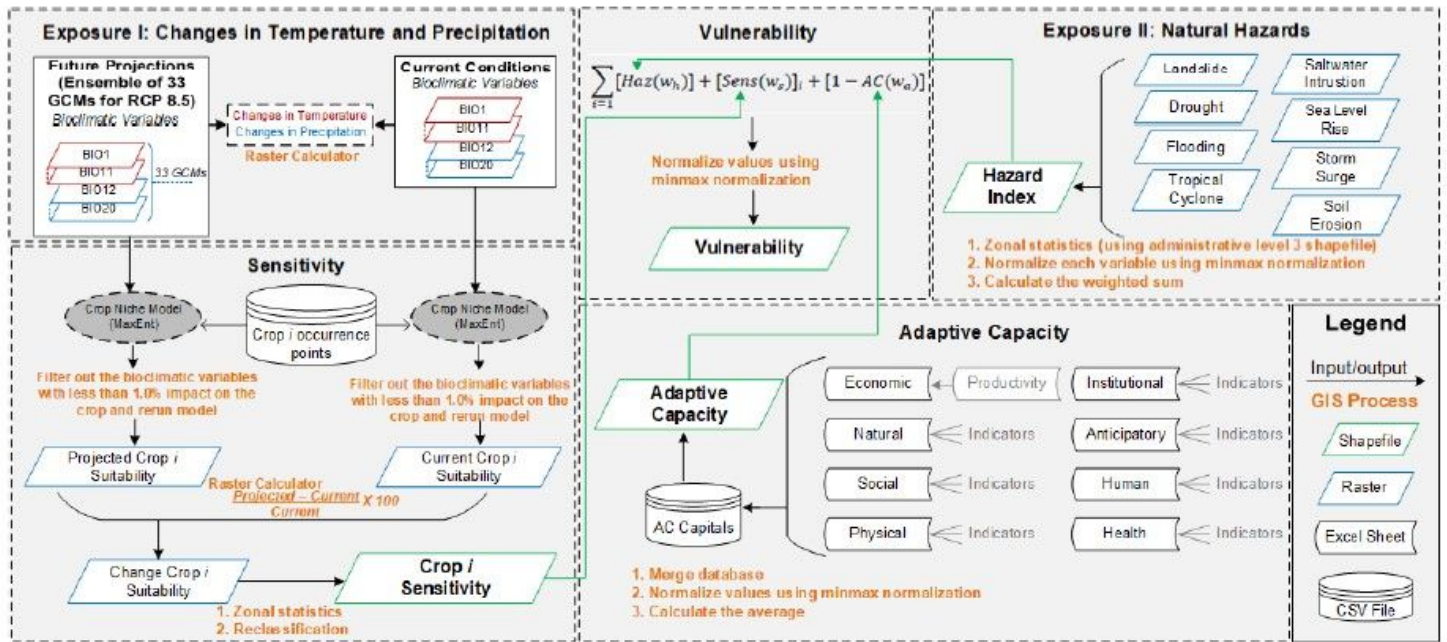 Exposure I: Changes in Temperature and Precipitation
Future Projections
(Ensemble of 33
GCMs for RCP 8.5)
Bioclimatic Variables
BIO1
BIO11
BIO12
BIO20
33 GCMs
Changes in Temperature
Changes in Precipitation
Raster Calculator
Current Conditions
Bioclimatic Variables
BIO1
BIO11
BIO12
BIO20
Sensitivity
Crop Niche Model
(MaxEnt)
Crop i occurrence
points
Crop Niche Model
(MaxEnt)
Filter out the bioclimatic variables
with less than 1.0% impact on the
crop and rerun model
Filter out the bioclimatic variables
with less than 1.0% impact on the
crop and rerun model
Projected Crop i
Suitability
Current Crop i
Suitability
Raster Calculator
Projected – Current
Current
X 100
Change Crop i
Suitability
Crop i
Sensitivity
1. Zonal statistics
2. Reclassification
Vulnerability
∑ [Haz(w_h)] + [Sens(w_s)]_i + [1 − AC(w_a)]
i=1
Normalize values using
minmax normalization
Vulnerability
Exposure II: Natural Hazards
Landslide
Drought
Flooding
Tropical
Cyclone
Saltwater
Intrustion
Sea Level
Rise
Storm
Surge
Soil
Erosion
Hazard
Index
1. Zonal statistics (using administrative level 3 shapefile)
2. Normalize each variable using minmax normalization
3. Calculate the weighted sum
Adaptive Capacity
Adaptive
Capacity
AC Capitals
Economic
Productivity
Institutional
Indicators
Natural
Indicators
Anticipatory
Indicators
Social
Indicators
Human
Indicators
Physical
Indicators
Health
Indicators
1. Merge database
2. Normalize values using minmax normalization
3. Calculate the average
Legend
Input/output
GIS Process
Shapefile
Raster
Excel Sheet
CSV File